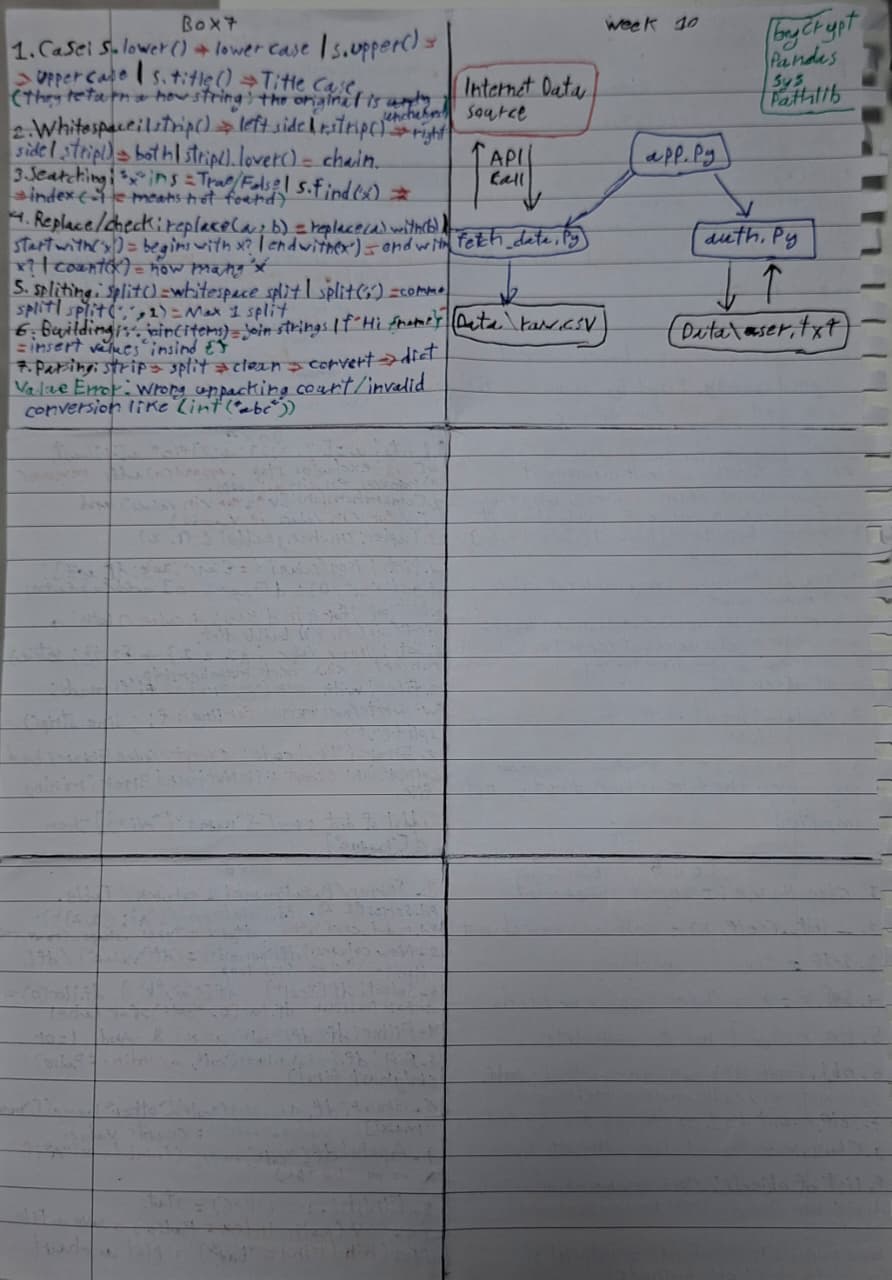 Box 7
1. Case: s.lower() → lower case | s.upper() →
→ upper case | s.title() → Title Case
(They return a new string; the original is unchanged)
2. Whitespace: lstrip() → left side | rstrip() → right
side | .strip() → both | strip().lover() = chain.
3. Searching: "x" in s = True/False | s.find(x) →
→ index (-1 = means not found)
4. Replace/check: replace(a, b) = replace(a) with(b) |
startwith('x') = begins with x? | endwith(x') = end with
x? | count(x) = how many x
5. spliting: split() = whitespace split | split(',') = comma
split | split(':', 1) = Max 1 split
6. Building: join(items) = join strings | f"Hi {name}"
= insert values insind {}
7. Parsing: strip → split → clean → convert → dict
Value Error: wrong unpacking count/invalid
conversion like (int("abc"))
week 10
bycrypt
Pandas
sys
Pathlib
Internet Data
source
API
Call
app.Py
fetch_data.Py
auth.Py
Data\raw.csv
Data\user.txt